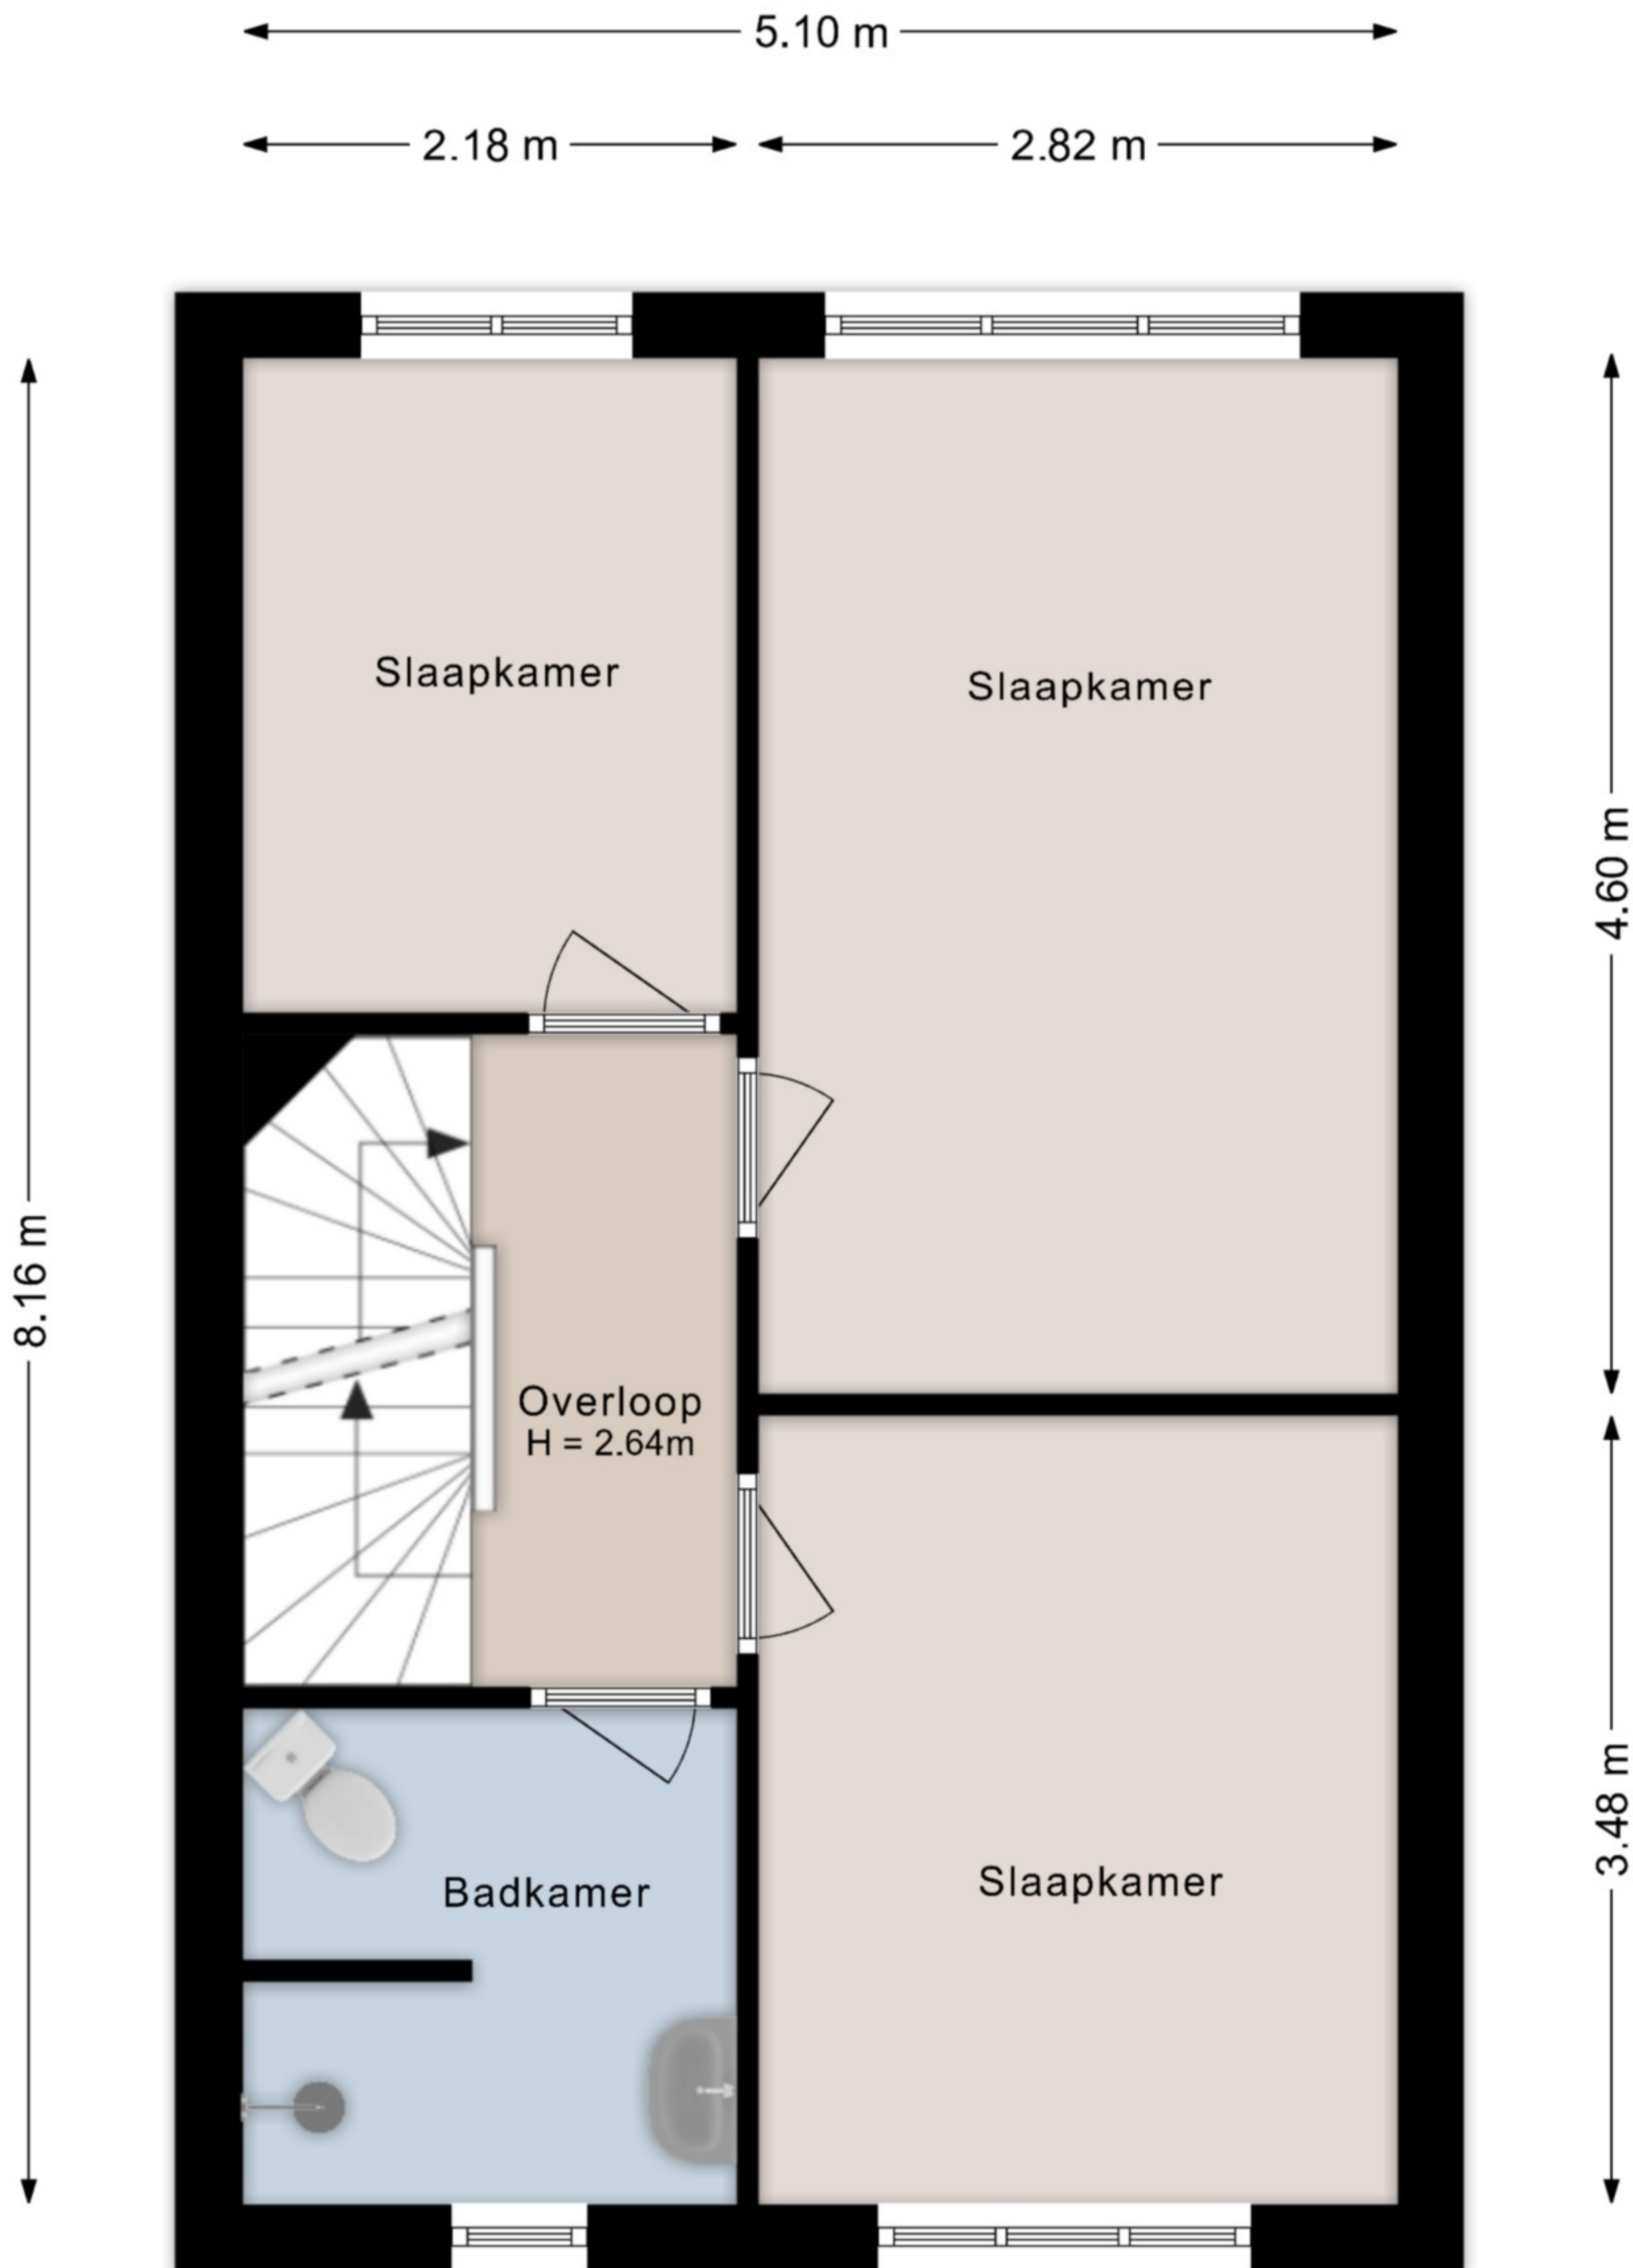 5.10 m
2.18 m
2.82 m
Slaapkamer
Slaapkamer
4.60 m
8.16 m
Overloop
H = 2.64m
3.48 m
Slaapkamer
Badkamer